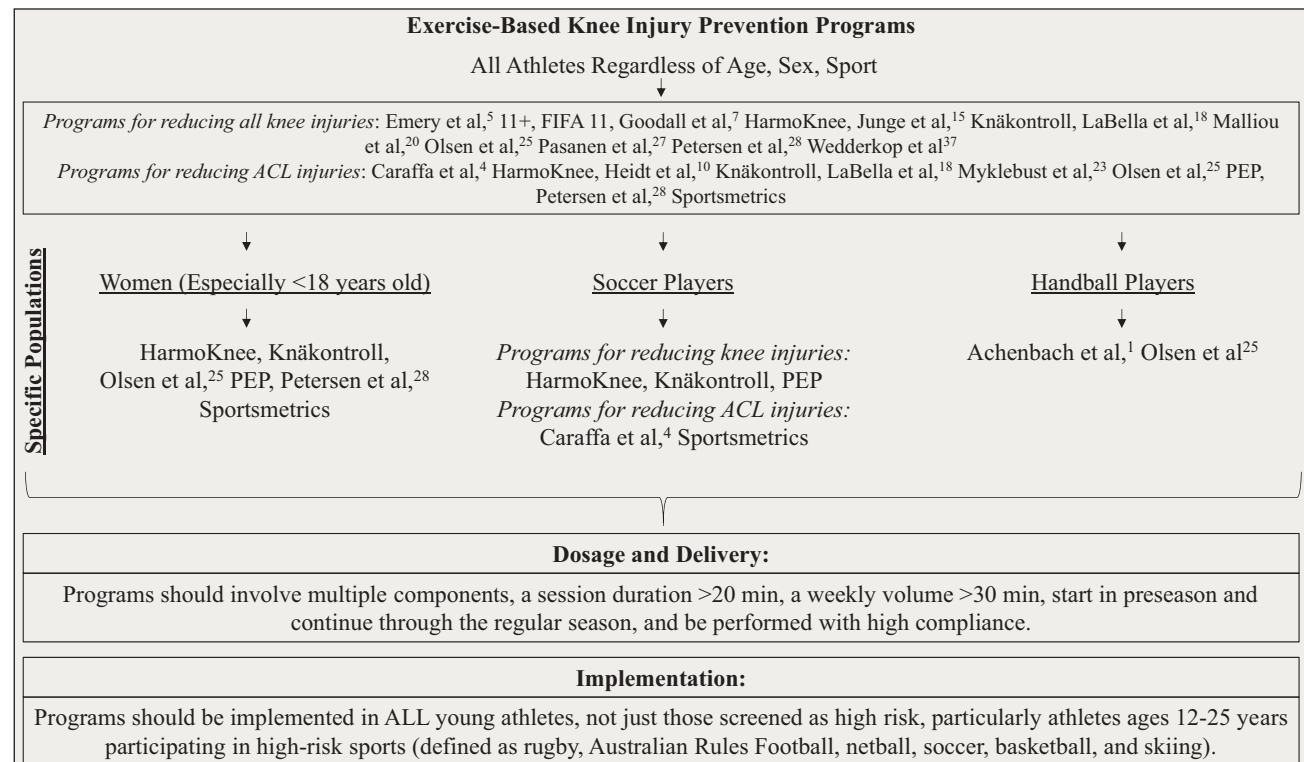 Exercise-Based Knee Injury Prevention Programs
All Athletes Regardless of Age, Sex, Sport
Programs for reducing all knee injuries: Emery et al,5 11+, FIFA 11, Goodall et al,7 HarmoKnee, Junge et al,15 Knäkontroll, LaBella et al,18 Malliou
et al,20 Olsen et al,25 Pasanen et al,27 Petersen et al,28 Wedderkop et al37
Programs for reducing ACL injuries: Caraffa et al,4 HarmoKnee, Heidt et al,10 Knäkontroll, LaBella et al,18 Myklebust et al,23 Olsen et al,25 PEP,
Petersen et al,28 Sportsmetrics
Specific Populations
Women (Especially <18 years old)
HarmoKnee, Knäkontroll,
Olsen et al,25 PEP, Petersen et al,28
Sportsmetrics
Soccer Players
Programs for reducing knee injuries:
HarmoKnee, Knäkontroll, PEP
Programs for reducing ACL injuries:
Caraffa et al,4 Sportsmetrics
Handball Players
Achenbach et al,1 Olsen et al25
Dosage and Delivery:
Programs should involve multiple components, a session duration >20 min, a weekly volume >30 min, start in preseason and
continue through the regular season, and be performed with high compliance.
Implementation:
Programs should be implemented in ALL young athletes, not just those screened as high risk, particularly athletes ages 12-25 years
participating in high-risk sports (defined as rugby, Australian Rules Football, netball, soccer, basketball, and skiing).